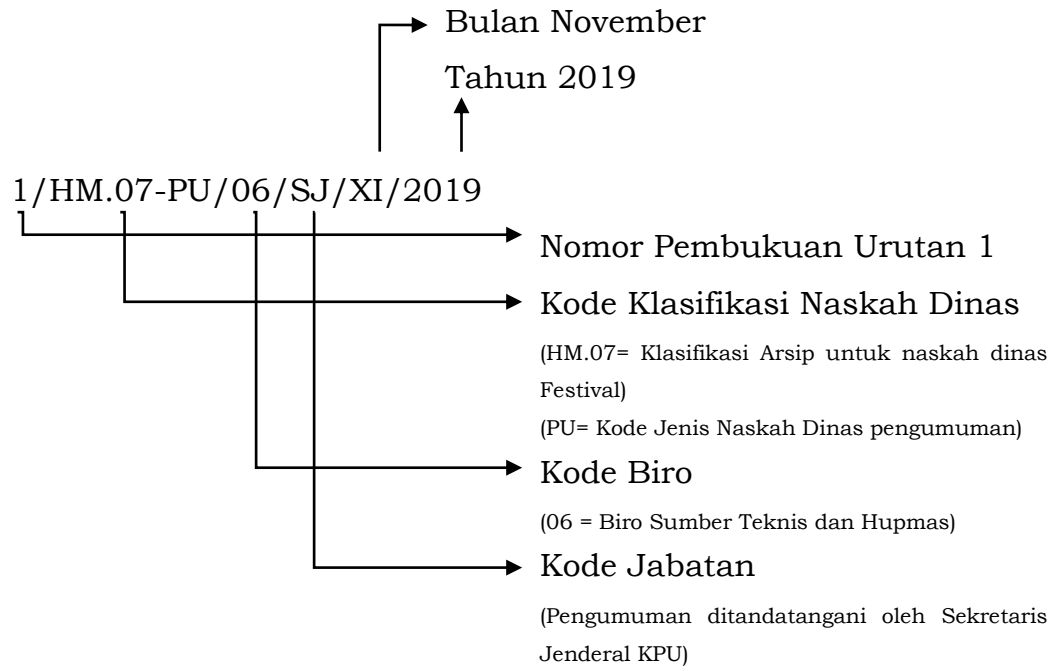 Bulan November
Tahun 2019
1/HM.07-PU/06/SJ/XI/2019
Nomor Pembukuan Urutan 1
Kode Klasifikasi Naskah Dinas
(HM.07= Klasifikasi Arsip untuk naskah dinas
Festival)
(PU= Kode Jenis Naskah Dinas pengumuman)
Kode Biro
(06 = Biro Sumber Teknis dan Hupmas)
Kode Jabatan
(Pengumuman ditandatangani oleh Sekretaris
Jenderal KPU)